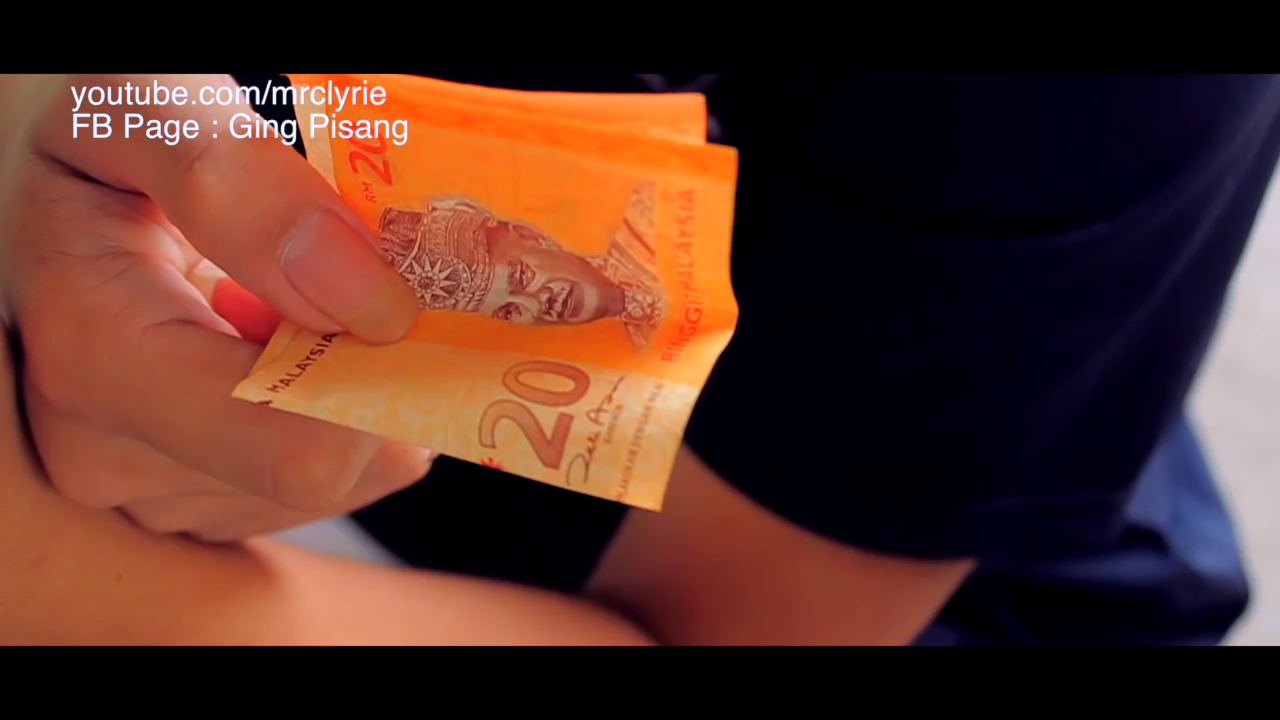 youtube.com/mrclyrie
FB Page : Ging Pisang
RM 20
RINGGIT MALAYSIA
MALAYSIA
20